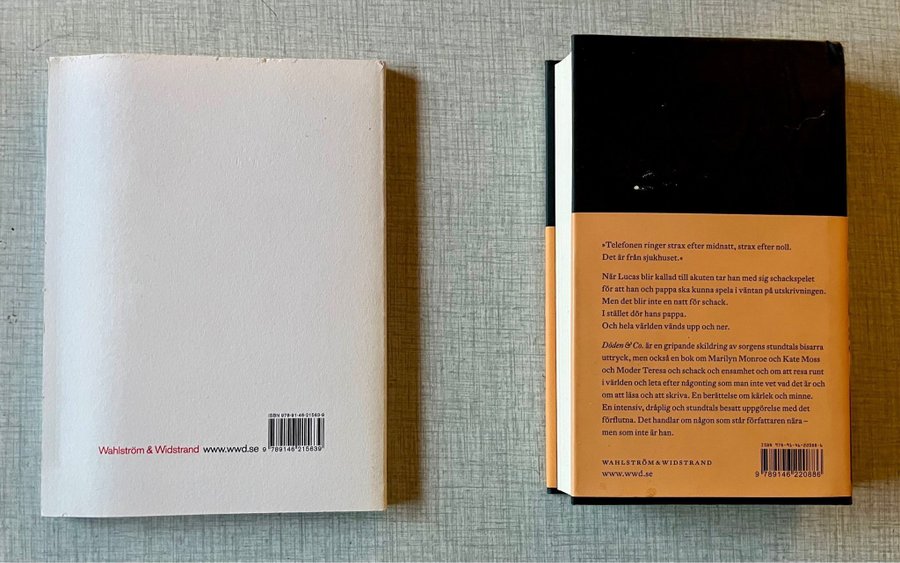 ISBN 978-91-46-21563-9
Wahlström & Widstrand www.wwd.se
9 789146 215639
»Telefonen ringer strax efter midnatt, strax efter noll.
Det är från sjukhuset.«
När Lucas blir kallad till akuten tar han med sig schackspelet
för att han och pappa ska kunna spela i väntan på utskrivningen.
Men det blir inte en natt för schack.
I stället dör hans pappa.
Och hela världen vänds upp och ner.
Döden & Co. är en gripande skildring av sorgens stundtals bisarra
uttryck, men också en bok om Marilyn Monroe och Kate Moss
och Moder Teresa och schack och ensamhet och om att resa runt
i världen och leta efter någonting som man inte vet vad det är och
om att läsa och att skriva. En berättelse om kärlek och minne.
En intensiv, dråplig och stundtals besatt uppgörelse med det
förflutna. Det handlar om någon som står författaren nära –
men som inte är han.
ISBN 978-91-46-22088-6
WAHLSTRÖM & WIDSTRAND
www.wwd.se
9 789146 220886